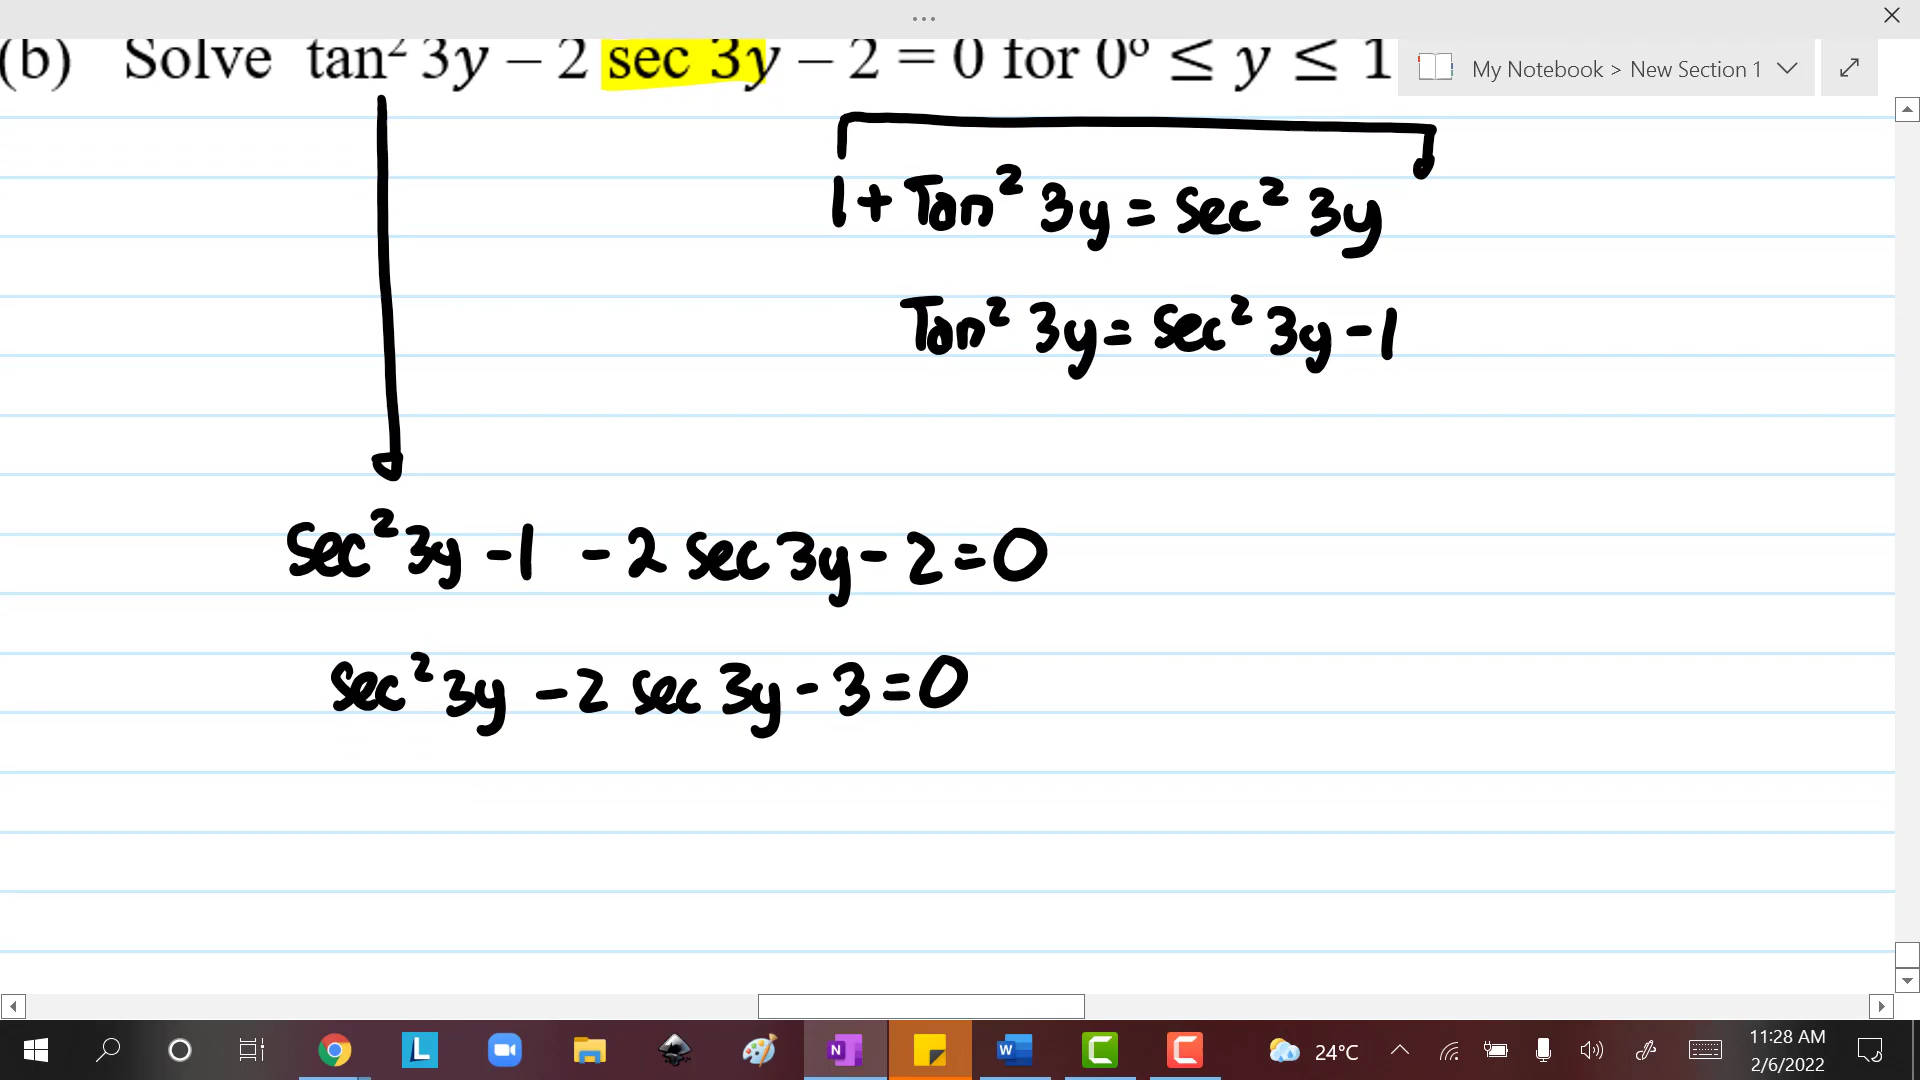 (b) Solve tan² 3y – 2 sec 3y – 2 = 0 for 0° ≤ y ≤ 1
My Notebook > New Section 1
1 + Tan² 3y = sec² 3y
Tan² 3y = sec² 3y - 1
sec² 3y - 1 - 2 sec 3y - 2 = 0
sec² 3y - 2 sec 3y - 3 = 0
24°C
11:28 AM
2/6/2022